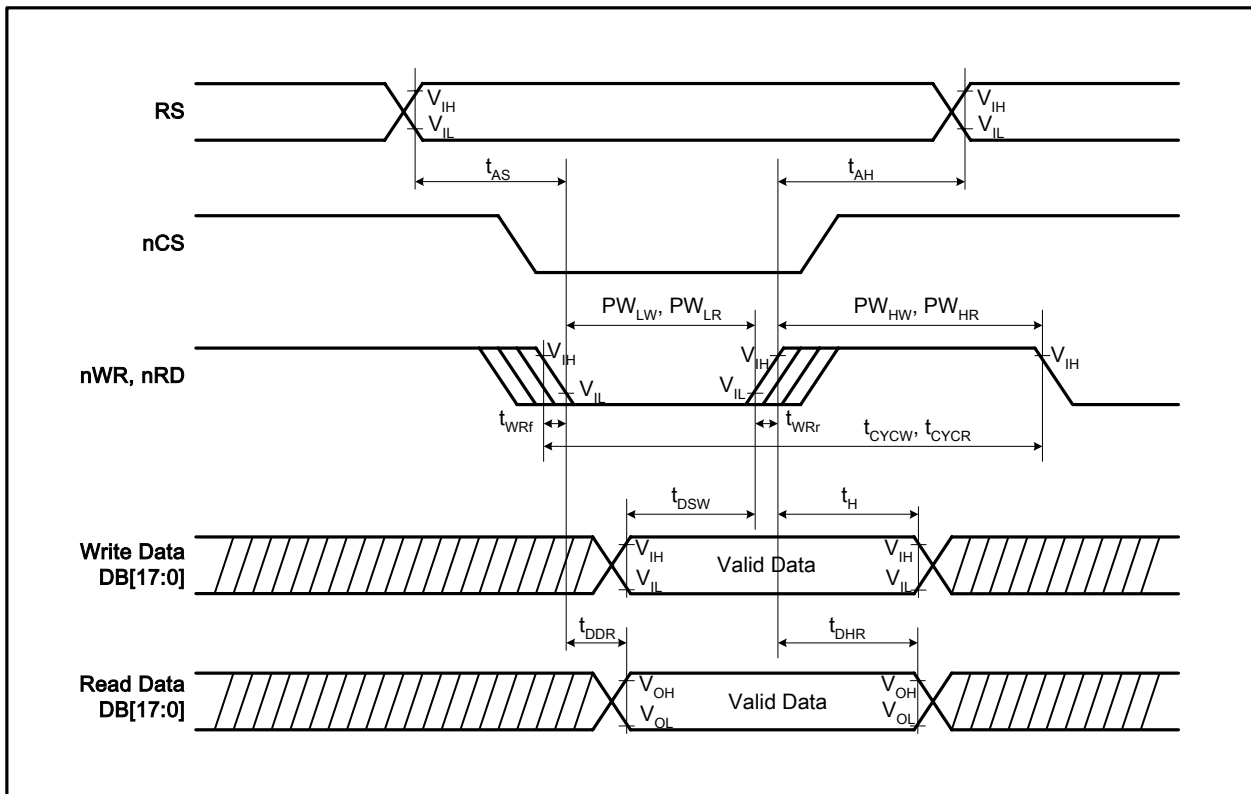 RS
V_IH
V_IL
V_IH
V_IL
t_AS
t_AH
nCS
PW_LW, PW_LR
PW_HW, PW_HR
nWR, nRD
V_IH
V_IL
V_IH
V_IL
V_IH
t_WRf
t_WRr
t_CYCW, t_CYCR
t_DSW
t_H
Write Data
DB[17:0]
V_IH
V_IL
Valid Data
V_IH
V_IL
t_DDR
t_DHR
Read Data
DB[17:0]
V_OH
V_OL
Valid Data
V_OH
V_OL